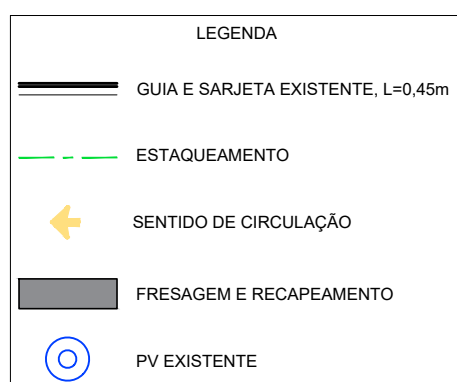 LEGENDA
GUIA E SARJETA EXISTENTE, L=0,45m
ESTAQUEAMENTO
SENTIDO DE CIRCULAÇÃO
FRESAGEM E RECAPEAMENTO
PV EXISTENTE